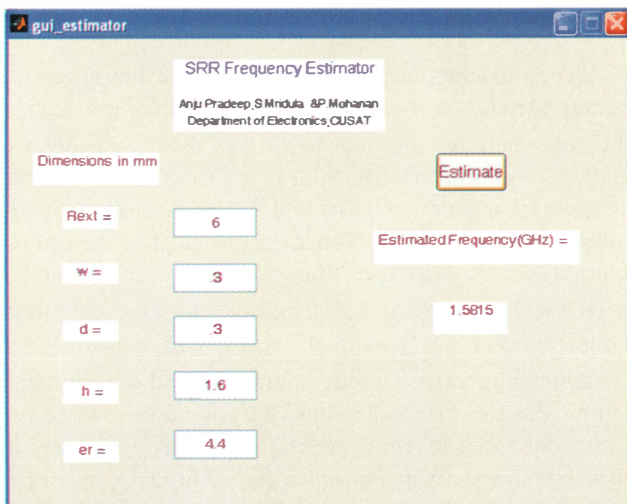 gui_estimator
SRR Frequency Estimator
Anju Pradeep,S.Mridula &P.Mohanan
Department of Electronics,CUSAT
Dimensions in mm
Estimate
Rext =
6
Estimated Frequency(GHz) =
w =
.3
1.5815
d =
.3
h =
1.6
er =
4.4